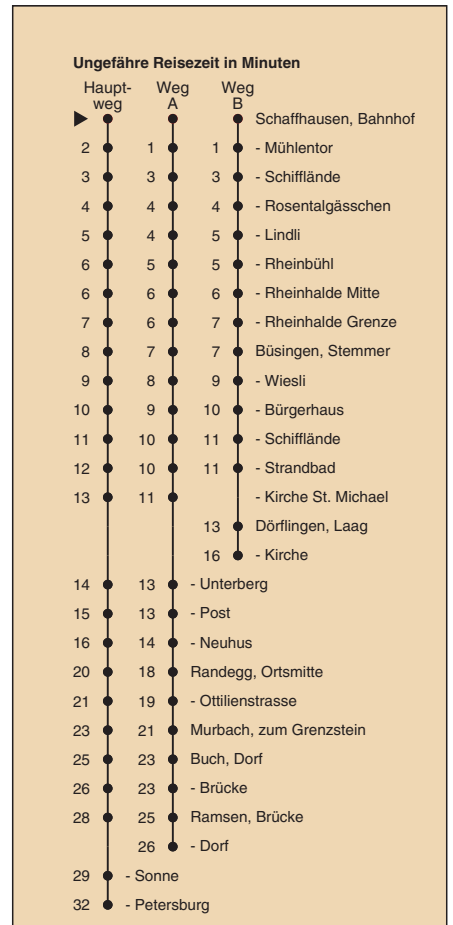 Ungefähre Reisezeit in Minuten
Haupt- Weg Weg
weg A B
Schaffhausen, Bahnhof
2 1 1 - Mühlentor
3 3 3 - Schifflände
4 4 4 - Rosentalgässchen
5 4 5 - Lindli
6 5 5 - Rheinbühl
6 6 6 - Rheinhalde Mitte
7 6 7 - Rheinhalde Grenze
8 7 7 Büsingen, Stemmer
9 8 9 - Wiesli
10 9 10 - Bürgerhaus
11 10 11 - Schifflände
12 10 11 - Strandbad
13 11 - Kirche St. Michael
13 Dörflingen, Laag
16 - Kirche
14 13 - Unterberg
15 13 - Post
16 14 - Neuhus
20 18 Randegg, Ortsmitte
21 19 - Ottilienstrasse
23 21 Murbach, zum Grenzstein
25 23 Buch, Dorf
26 23 - Brücke
28 25 Ramsen, Brücke
26 - Dorf
29 - Sonne
32 - Petersburg